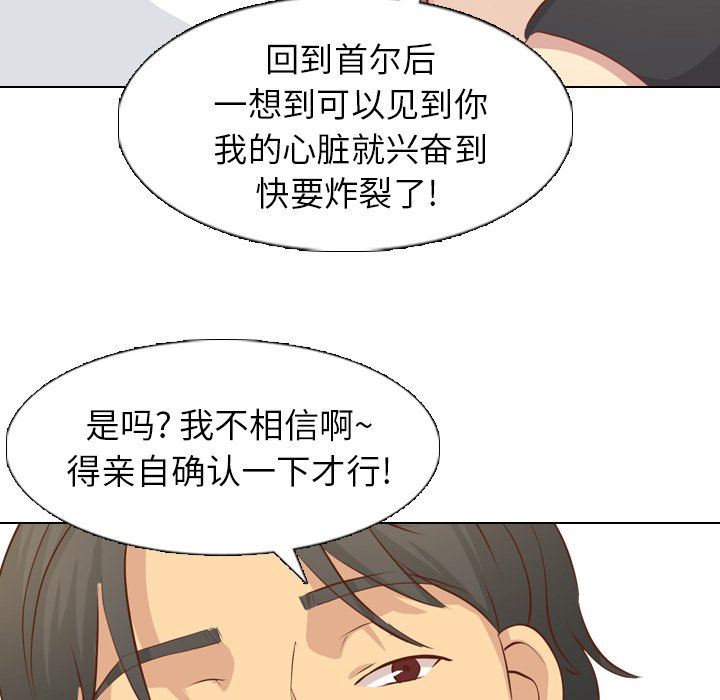 回到首尔后
一想到可以见到你
我的心脏就兴奋到
快要炸裂了!
是吗? 我不相信啊~
得亲自确认一下才行!